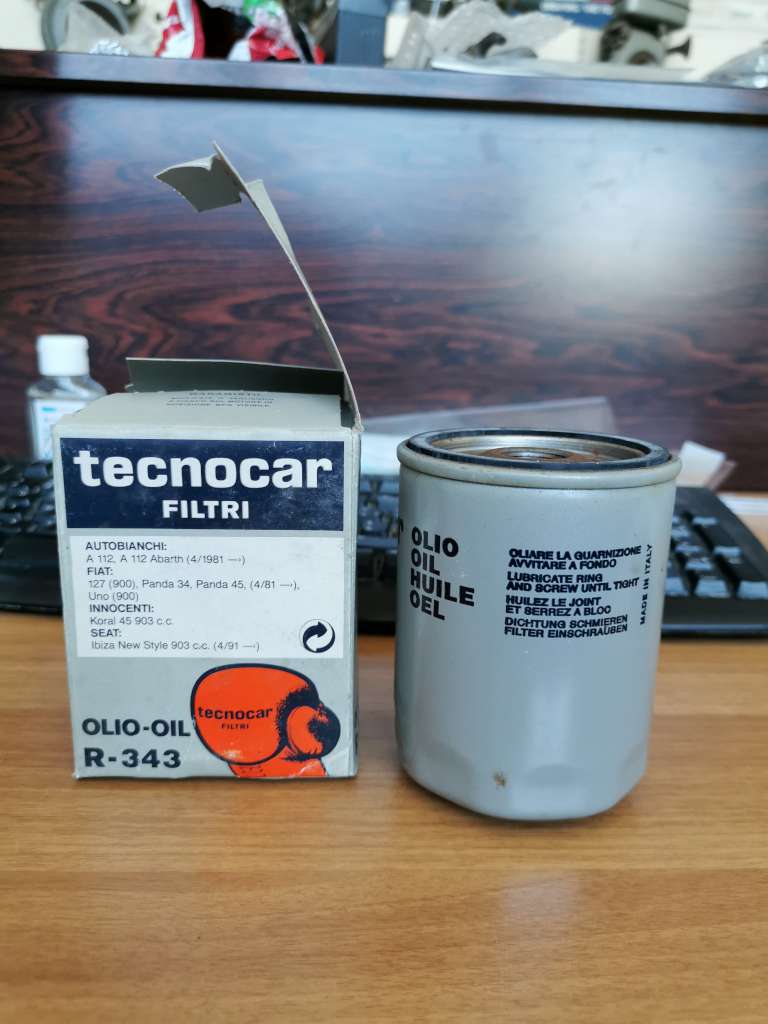 tecnocar
FILTRI
AUTOBIANCHI:
A 112, A 112 Abarth (4/1981 ⟶)
FIAT:
127 (900), Panda 34, Panda 45, (4/81 ⟶),
Uno (900)
INNOCENTI:
Koral 45 903 c.c.
SEAT:
Ibiza New Style 903 c.c. (4/91 ⟶)
tecnocar
FILTRI
OLIO-OIL
R-343
OLIO
OIL
HUILE
OEL
OLIARE LA GUARNIZIONE
AVVITARE A FONDO
LUBRICATE RING
AND SCREW UNTIL TIGHT
HUILEZ LE JOINT
ET SERREZ A BLOC
DICHTUNG SCHMIEREN
FILTER EINSCHRAUBEN
MADE IN ITALY